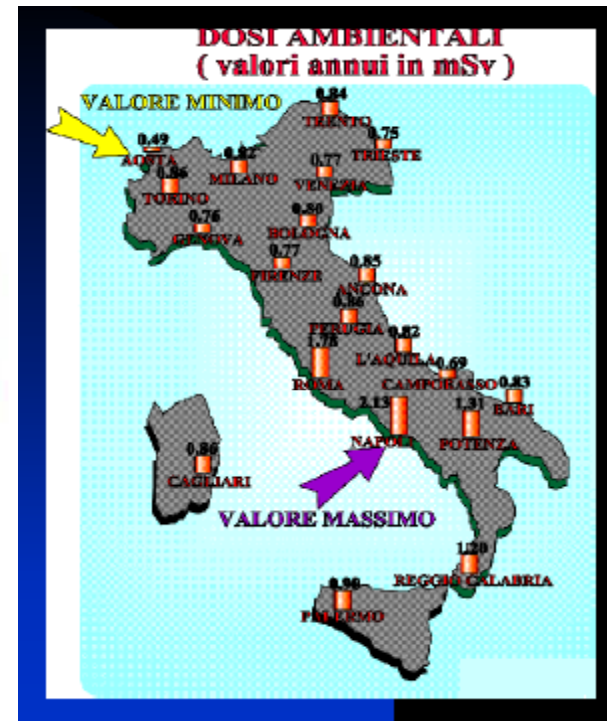 DOSI AMBIENTALI
( valori annui in mSv )
VALORE MINIMO
0.84
TRENTO
0.49
AOSTA
0.82
MILANO
0.75
TRIESTE
0.86
TORINO
0.77
VENEZIA
0.76
GENOVA
0.80
BOLOGNA
0.77
FIRENZE
0.85
ANCONA
0.86
PERUGIA
1.78
ROMA
0.82
L'AQUILA
0.69
CAMPOBASSO
0.83
BARI
2.13
NAPOLI
1.31
POTENZA
0.86
CAGLIARI
VALORE MASSIMO
1.20
REGGIO CALABRIA
0.90
PALERMO